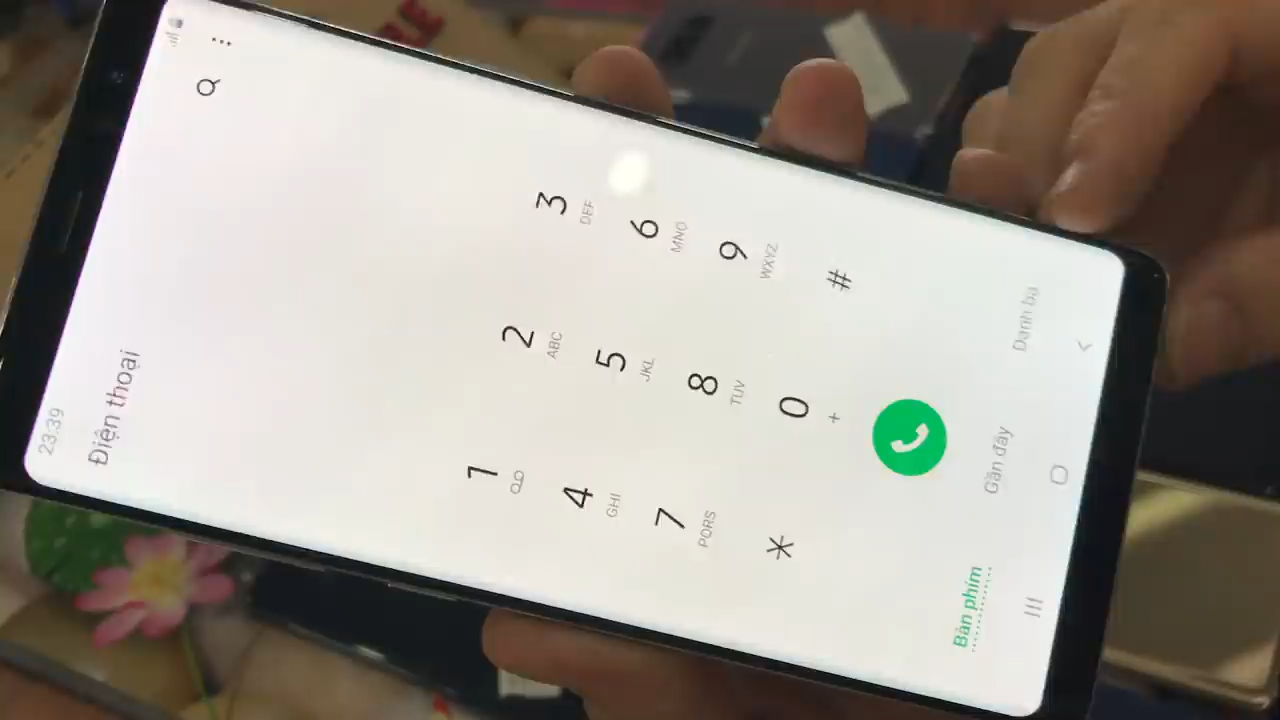 23:39
Điện thoại
1
2 ABC
3 DEF
4 GHI
5 JKL
6 MNO
7 PQRS
8 TUV
9 WXYZ
*
0 +
#
Bàn phím
Gần đây
Danh bạ